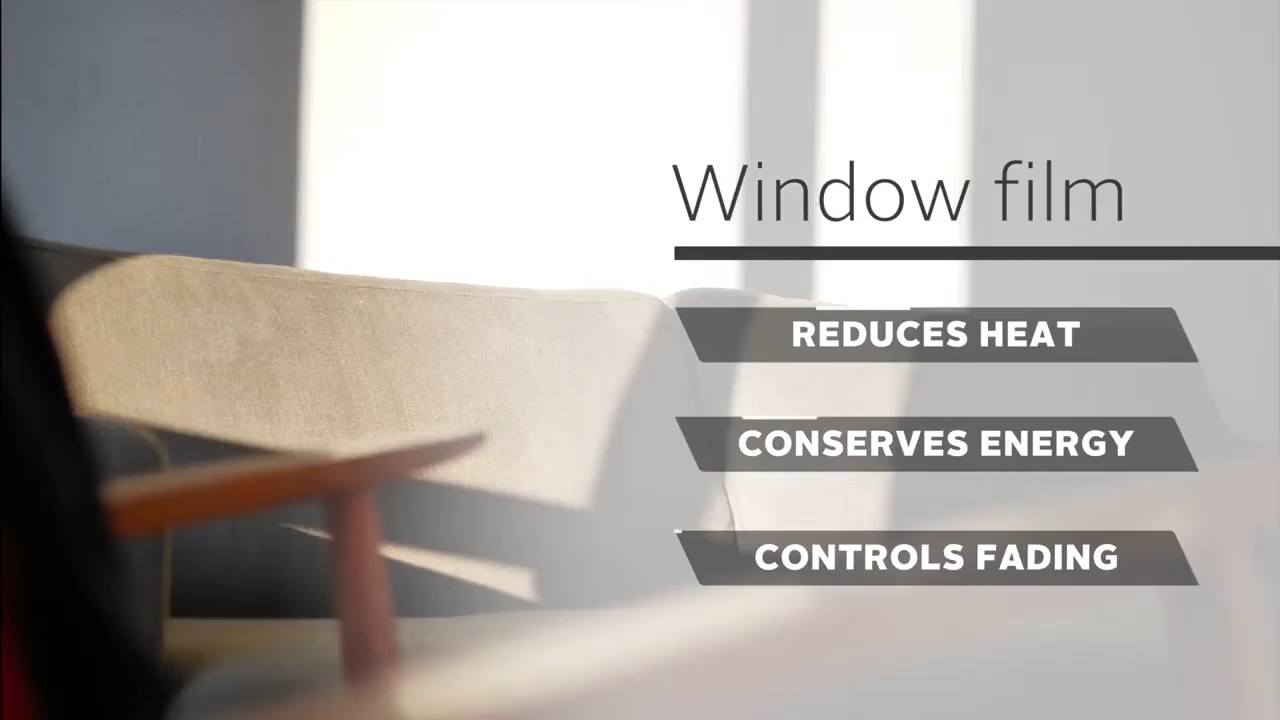 Window film
REDUCES HEAT
CONSERVES ENERGY
CONTROLS FADING